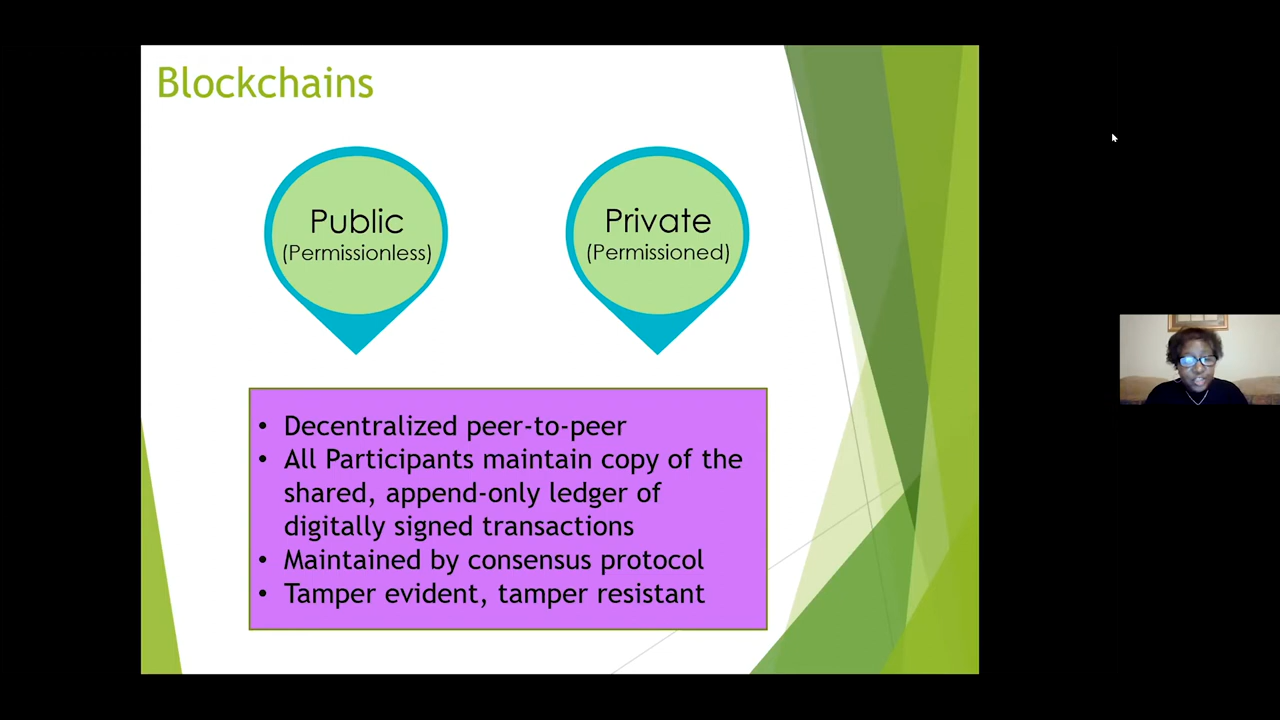 Blockchains
Public
(Permissionless)
Private
(Permissioned)
• Decentralized peer-to-peer
• All Participants maintain copy of the
shared, append-only ledger of
digitally signed transactions
• Maintained by consensus protocol
• Tamper evident, tamper resistant